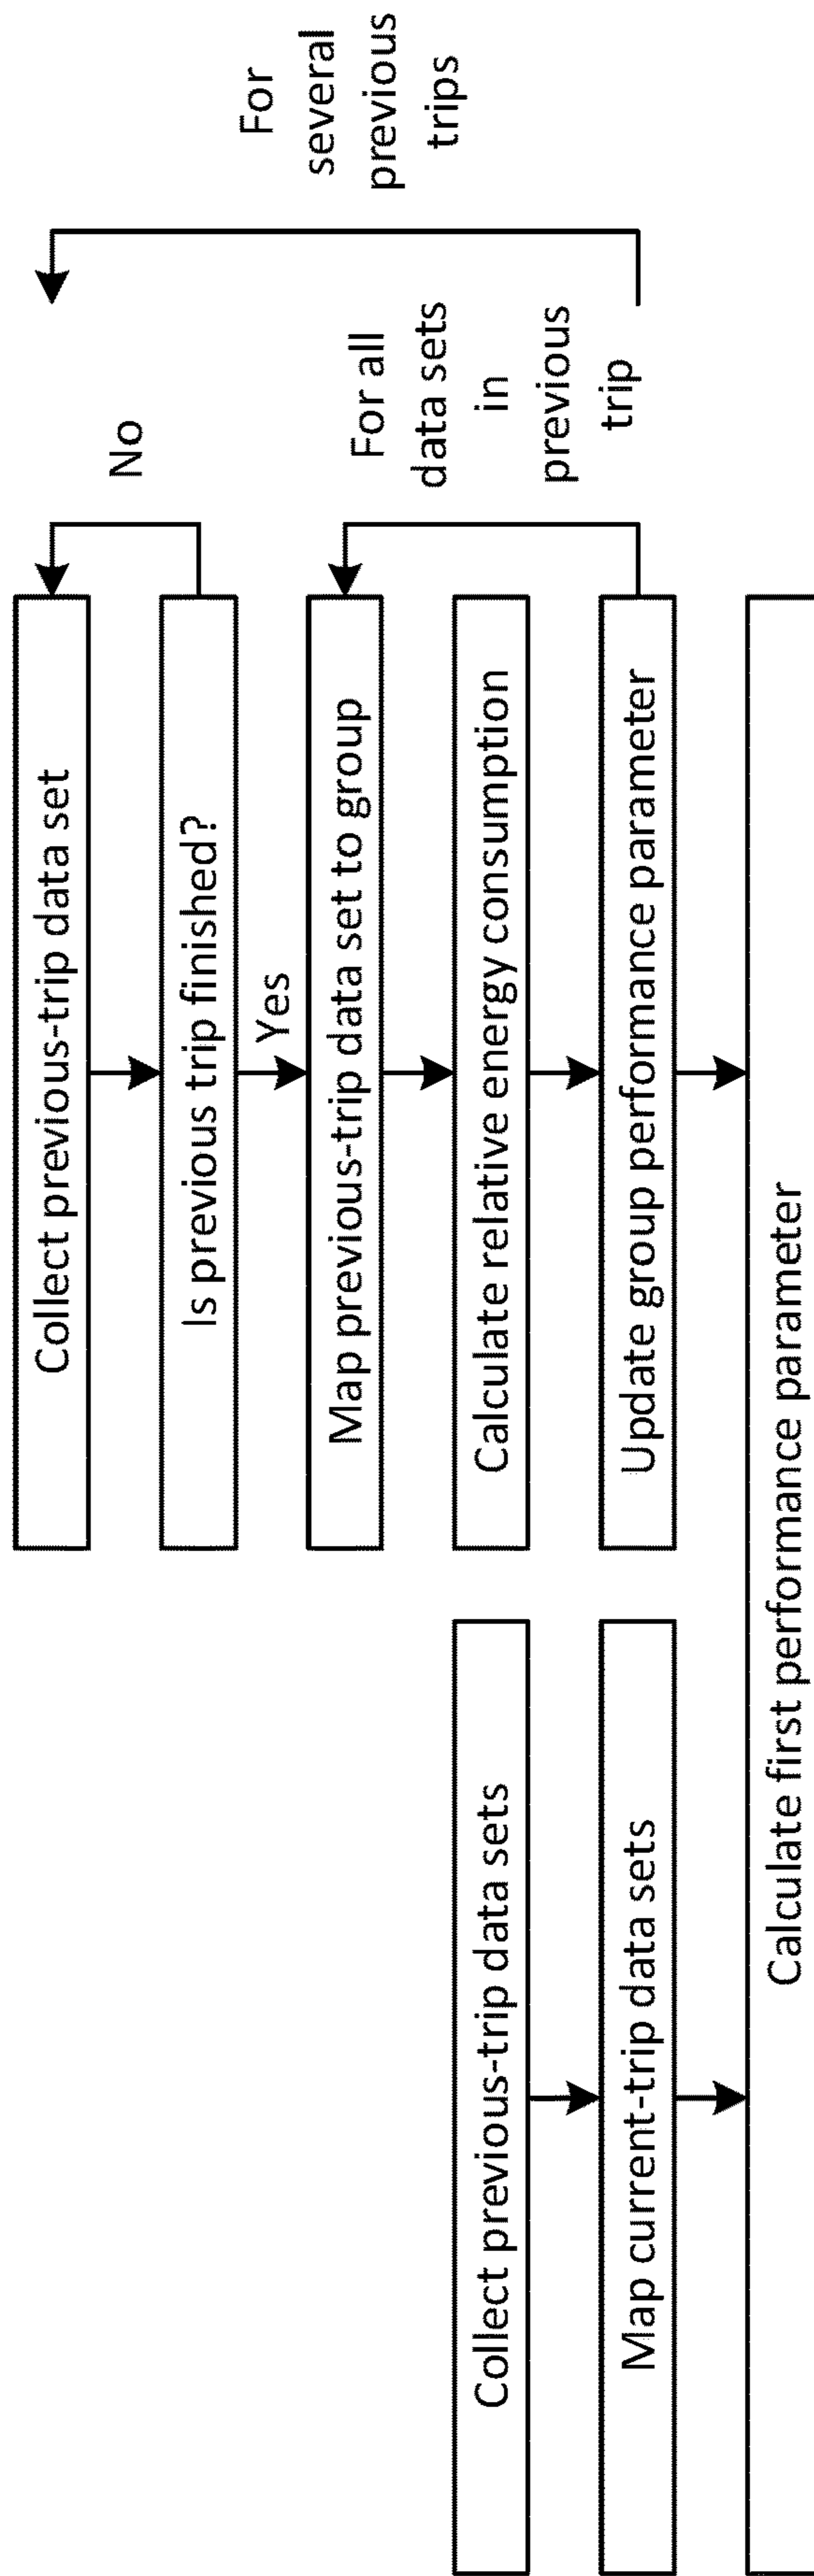 Collect previous-trip data set
Is previous trip finished?
No
Yes
Map previous-trip data set to group
Calculate relative energy consumption
Update group performance parameter
For all
data sets
in
previous
trip
For
several
previous
trips
Collect previous-trip data sets
Map current-trip data sets
Calculate first performance parameter